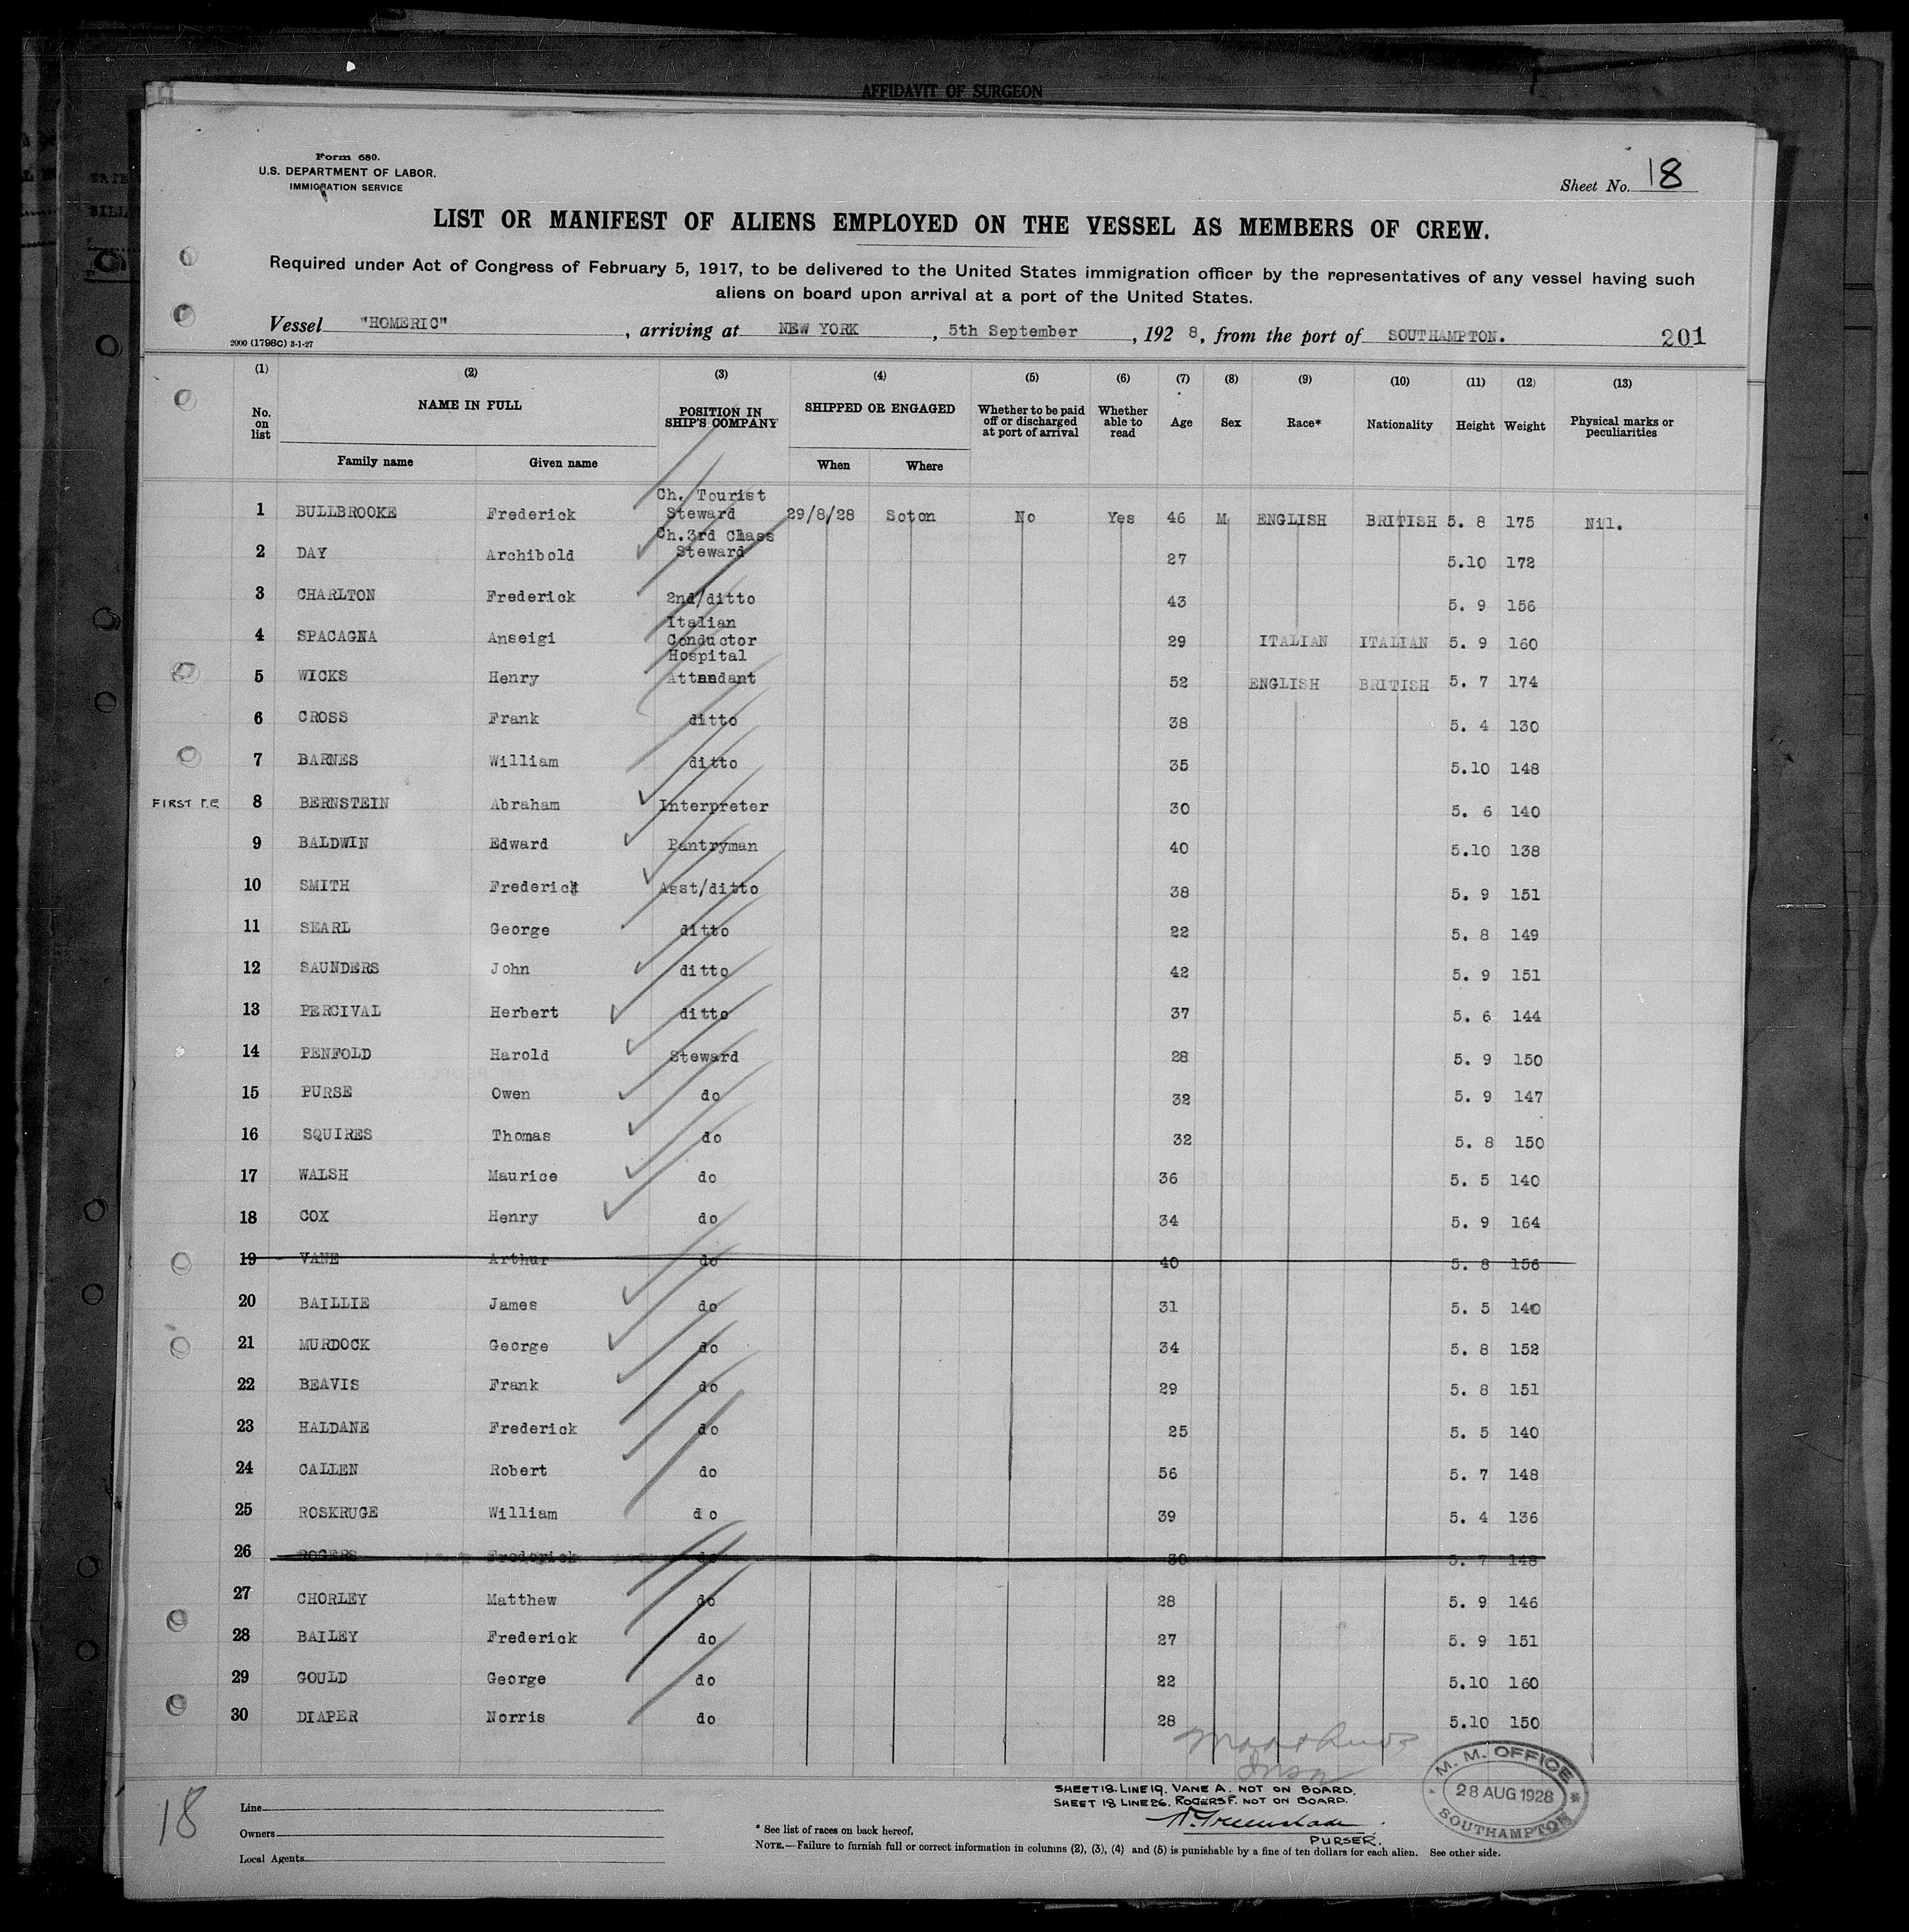 AFFIDAVIT OF SURGEON
Form 680.
U.S. DEPARTMENT OF LABOR.
IMMIGRATION SERVICE
Sheet No. 18
LIST OR MANIFEST OF ALIENS EMPLOYED ON THE VESSEL AS MEMBERS OF CREW.
Required under Act of Congress of February 5, 1917, to be delivered to the United States immigration officer by the representatives of any vessel having such
aliens on board upon arrival at a port of the United States.
Vessel "HOMERIC", arriving at NEW YORK, 5th September, 1928, from the port of SOUTHAMPTON. 201
2000 (1798C) 3-1-27
(1) (2) (3) (4) (5) (6) (7) (8) (9) (10) (11) (12) (13)
No. on list NAME IN FULL Family name Given name POSITION IN SHIP'S COMPANY SHIPPED OR ENGAGED When Where Whether to be paid off or discharged at port of arrival Whether able to read Age Sex Race* Nationality Height Weight Physical marks or peculiarities
1 BULLBROOKE Frederick Ch. Tourist Steward 29/8/28 Soton No Yes 46 M ENGLISH BRITISH 5. 8 175 Nil.
2 DAY Archibold Ch.3rd Class Steward 27 5.10 172
3 CHARLTON Frederick 2nd/ditto 43 5. 9 156
4 SPACAGNA Anseigi Italian Conductor 29 ITALIAN ITALIAN 5. 9 160
5 WICKS Henry Hospital Attendant 52 ENGLISH BRITISH 5. 7 174
6 CROSS Frank ditto 38 5. 4 130
7 BARNES William ditto 35 5.10 148
FIRST T.E. 8 BERNSTEIN Abraham Interpreter 30 5. 6 140
9 BALDWIN Edward Pantryman 40 5.10 138
10 SMITH Frederick Asst/ditto 38 5. 9 151
11 SEARL George ditto 22 5. 8 149
12 SAUNDERS John ditto 42 5. 9 151
13 PERCIVAL Herbert ditto 37 5. 6 144
14 PENFOLD Harold Steward 28 5. 9 150
15 PURSE Owen do 32 5. 9 147
16 SQUIRES Thomas do 32 5. 8 150
17 WALSH Maurice do 36 5. 5 140
18 COX Henry do 34 5. 9 164
19 VANE Arthur do 40 5. 8 156
20 BAILLIE James do 31 5. 5 140
21 MURDOCK George do 34 5. 8 152
22 BEAVIS Frank do 29 5. 8 151
23 HALDANE Frederick do 25 5. 5 140
24 CALLEN Robert do 56 5. 7 148
25 ROSKRUGE William do 39 5. 4 136
26 ROGERS Frederick do 30 5. 7 148
27 CHORLEY Matthew do 28 5. 9 146
28 BAILEY Frederick do 27 5. 9 151
29 GOULD George do 22 5.10 160
30 DIAPER Norris do 28 5.10 150
SHEET 18. LINE 19. VANE A. NOT ON BOARD.
SHEET 18 LINE 26. ROGERS F. NOT ON BOARD.
PURSER.
M. M. OFFICE
28 AUG 1928
SOUTHAMPTON
18
Line
Owners
Local Agents
* See list of races on back hereof.
NOTE.—Failure to furnish full or correct information in columns (2), (3), (4) and (5) is punishable by a fine of ten dollars for each alien. See other side.